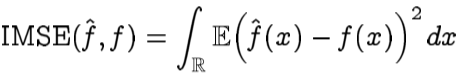 IMSE(f̂, f) = ∫_ℝ 𝔼(f̂(x) − f(x))² dx